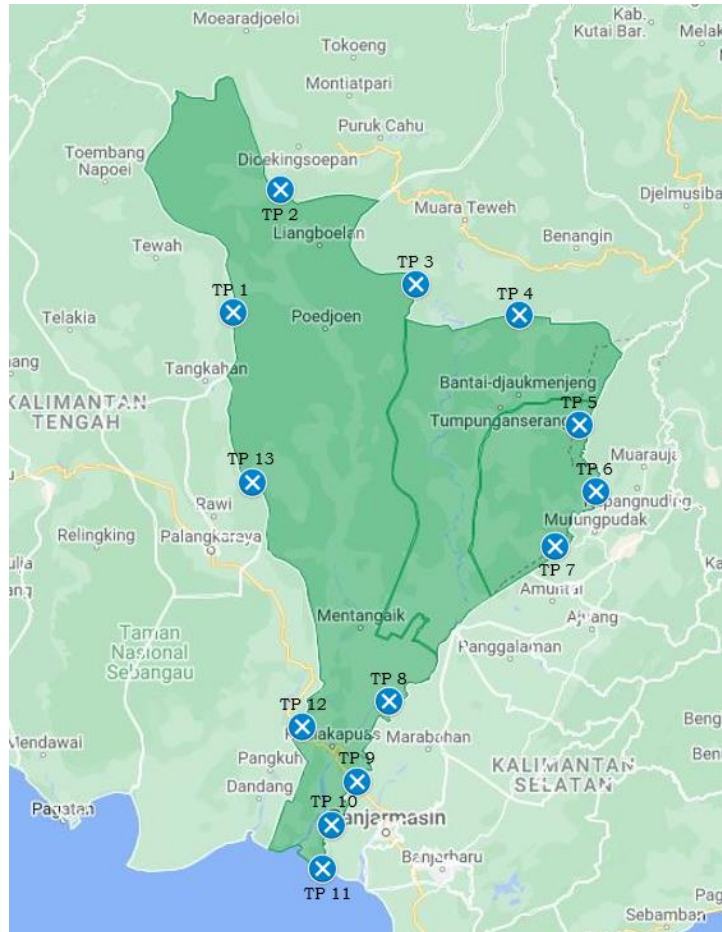 Moearadjoeloi
Kab.
Kutai Bar.
Melak
Tokoeng
Montiatpari
Puruk Cahu
Toembang
Napoei
Dioekingsoepan
TP 2
Muara Teweh
Djelmusiba
Liangboelan
Benangin
Tewah
TP 3
TP 1
TP 4
Telakia
Poedjoen
Tangkahan
Bantai-djaukmenjeng
KALIMANTAN
TENGAH
Tumpunganserang
TP 5
TP 13
Muarauja
TP 6
Rawi
Relingking
Palangkaraya
Murungpudak
TP 7
Amuntai
Mentangaik
Ajuang
Taman
Nasional
Sebangau
Panggalaman
TP 8
TP 12
Mendawai
Marabahan
Pangkuh
TP 9
KALIMANTAN
SELATAN
Dandang
Pagatan
TP 10
TP 11
Banjarbaru
Sebamban